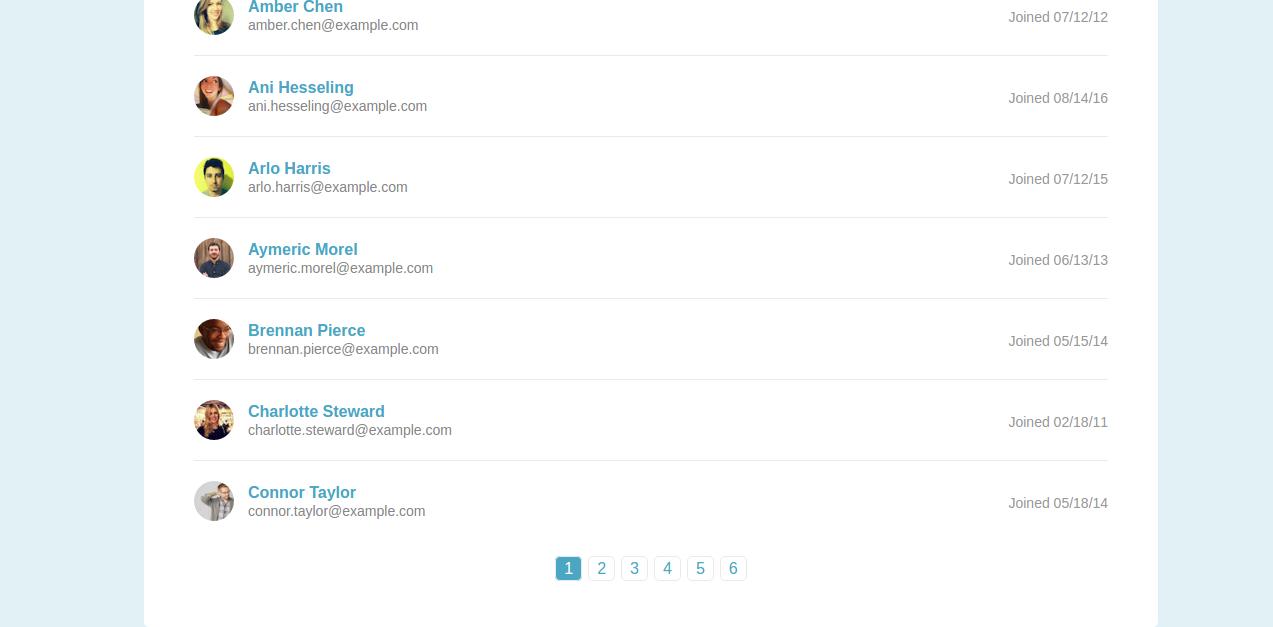 Amber Chen
amber.chen@example.com
Joined 07/12/12
Ani Hesseling
ani.hesseling@example.com
Joined 08/14/16
Arlo Harris
arlo.harris@example.com
Joined 07/12/15
Aymeric Morel
aymeric.morel@example.com
Joined 06/13/13
Brennan Pierce
brennan.pierce@example.com
Joined 05/15/14
Charlotte Steward
charlotte.steward@example.com
Joined 02/18/11
Connor Taylor
connor.taylor@example.com
Joined 05/18/14
1 2 3 4 5 6